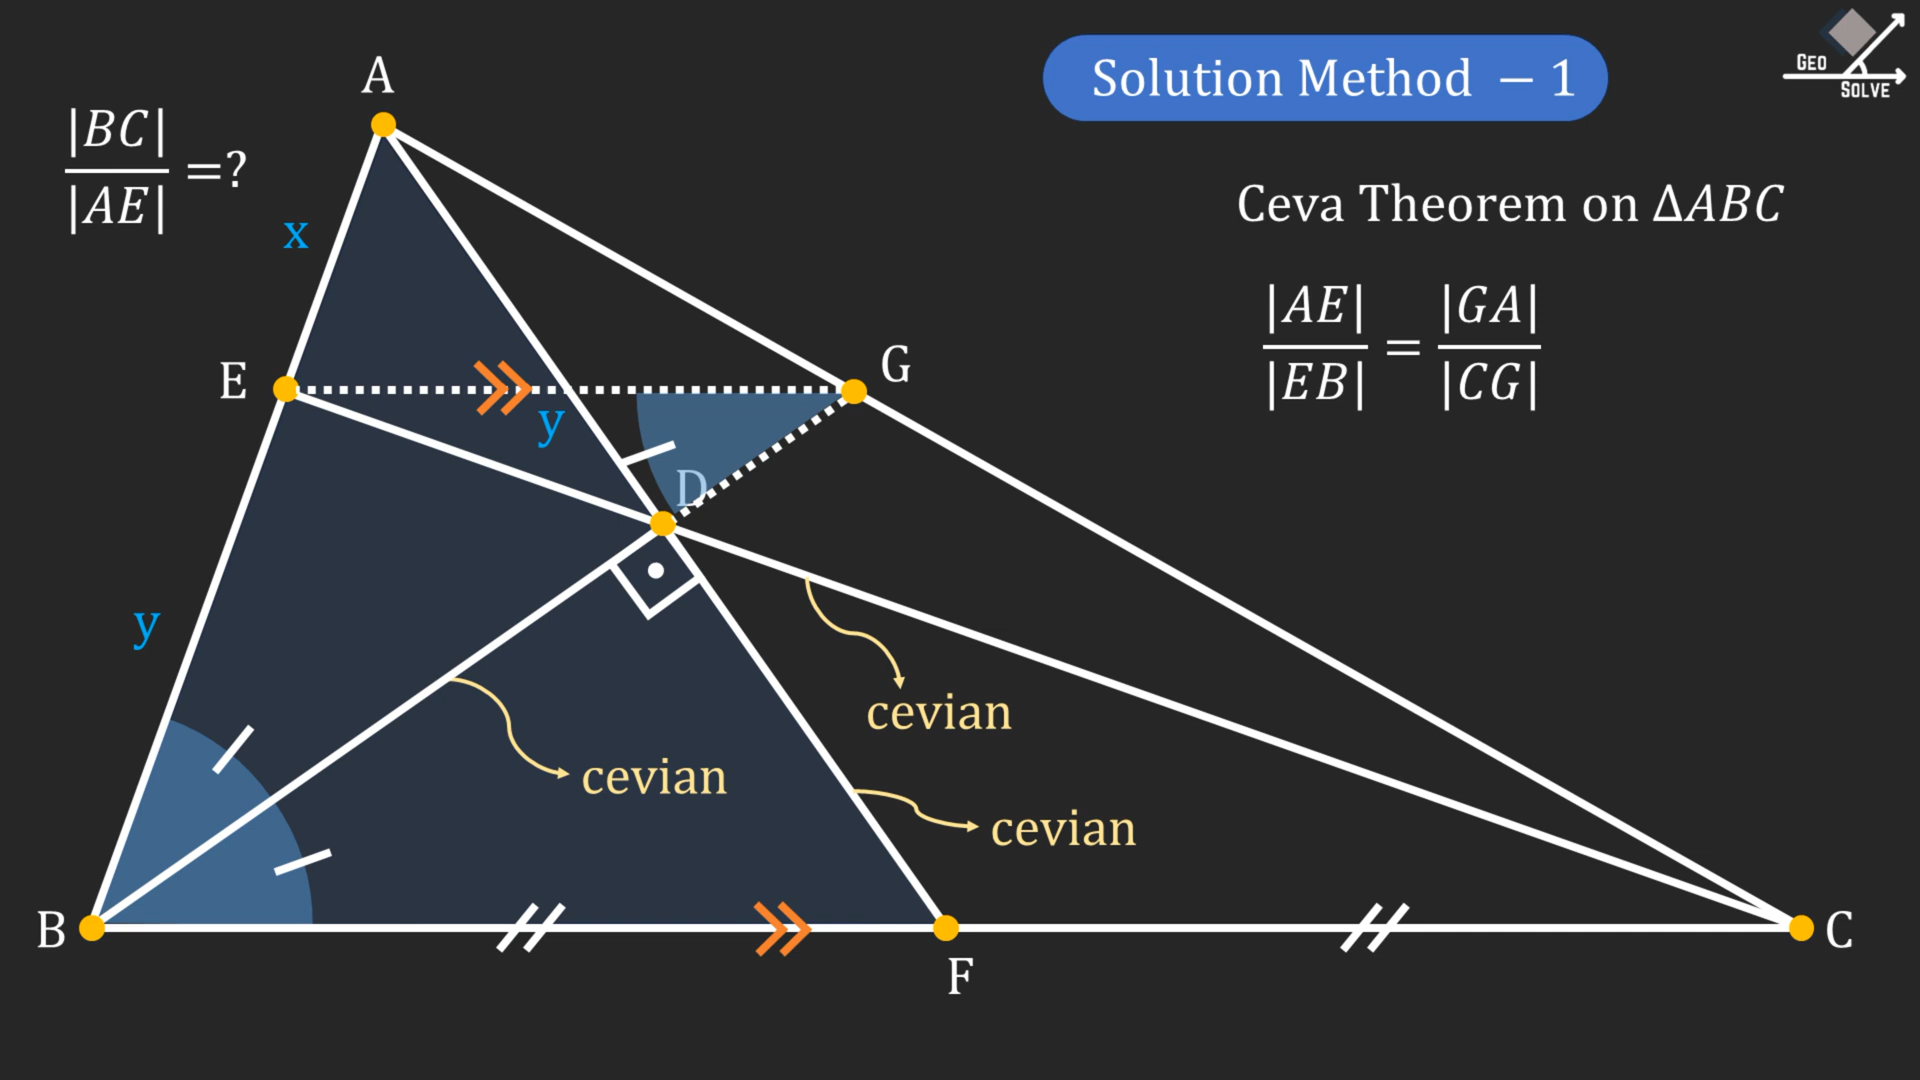 Solution Method − 1
GEO
SOLVE
A
|BC|
|AE|
=?
Ceva Theorem on ΔABC
x
|AE|
|EB|
=
|GA|
|CG|
G
E
y
D
y
cevian
cevian
cevian
B
C
F